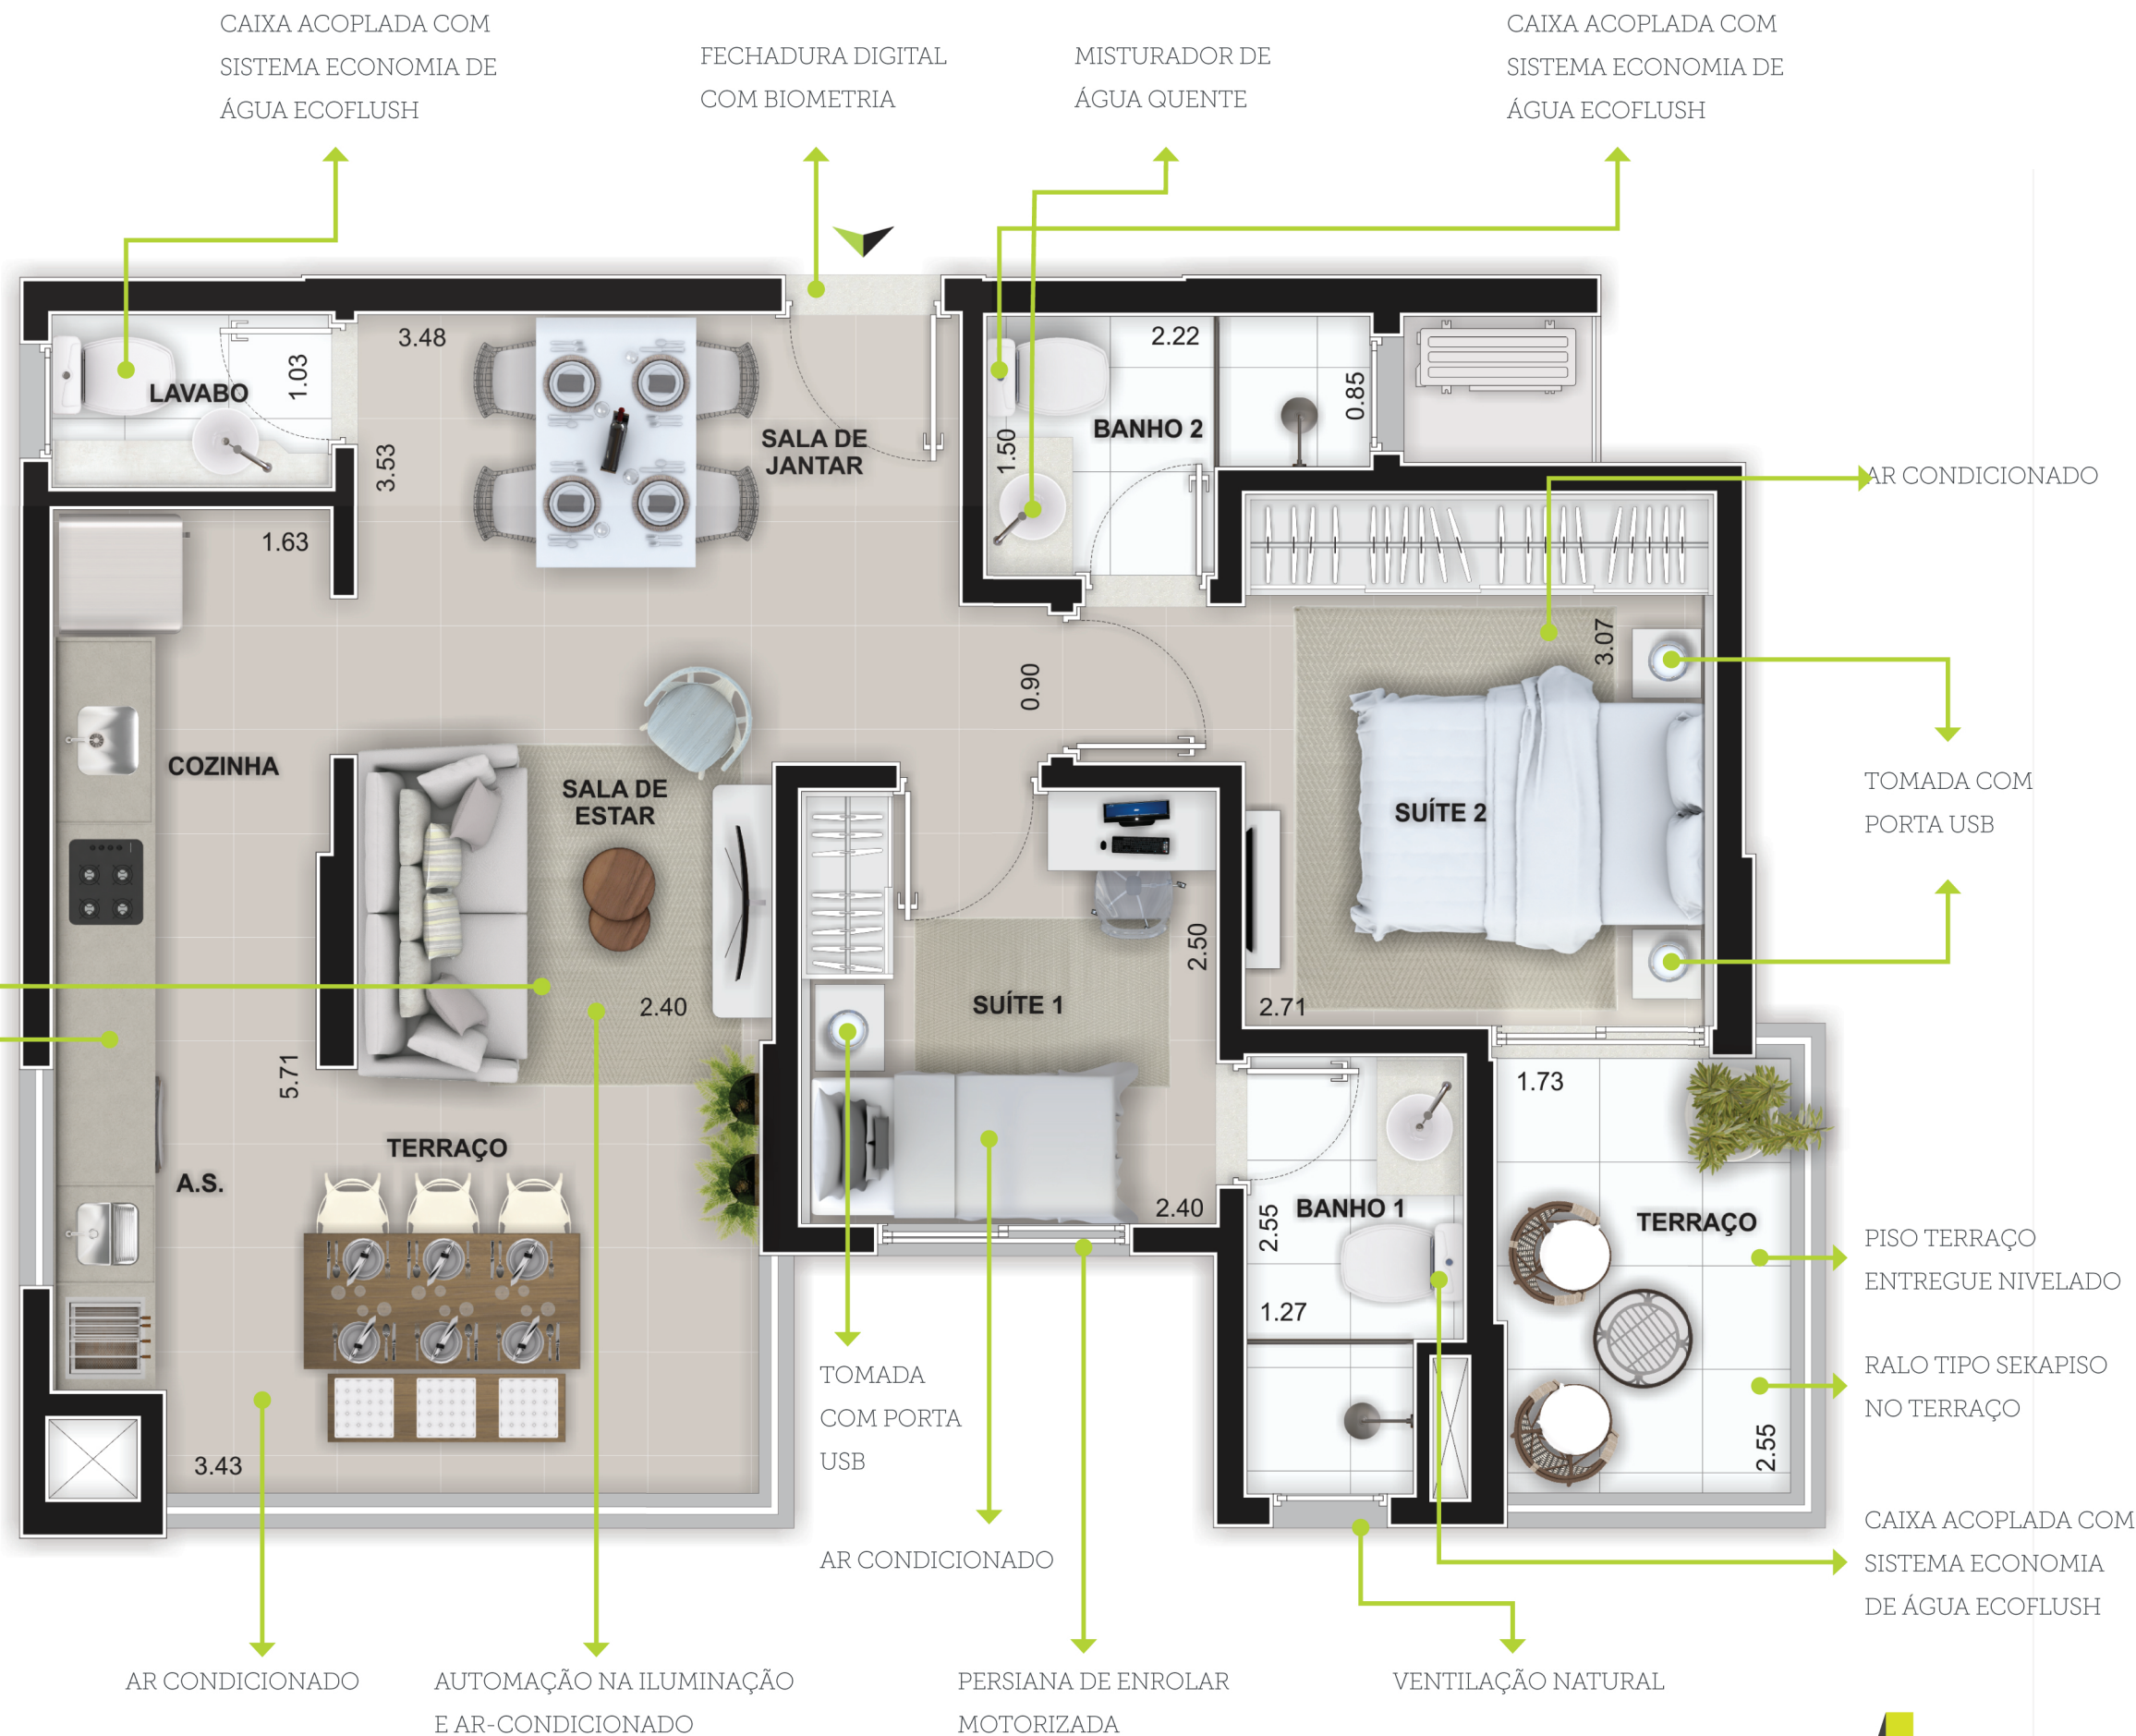 CAIXA ACOPLADA COM
SISTEMA ECONOMIA DE
ÁGUA ECOFLUSH
FECHADURA DIGITAL
COM BIOMETRIA
MISTURADOR DE
ÁGUA QUENTE
CAIXA ACOPLADA COM
SISTEMA ECONOMIA DE
ÁGUA ECOFLUSH
3.48
2.22
1.03
LAVABO
0.85
BANHO 2
SALA DE
JANTAR
1.50
3.53
AR CONDICIONADO
1.63
3.07
0.90
COZINHA
SALA DE
ESTAR
SUÍTE 2
TOMADA COM
PORTA USB
2.50
2.40
SUÍTE 1
2.71
5.71
1.73
TERRAÇO
A.S.
2.40
2.55
BANHO 1
TERRAÇO
PISO TERRAÇO
ENTREGUE NIVELADO
1.27
RALO TIPO SEKAPISO
NO TERRAÇO
TOMADA
COM PORTA
USB
3.43
2.55
AR CONDICIONADO
CAIXA ACOPLADA COM
SISTEMA ECONOMIA
DE ÁGUA ECOFLUSH
AR CONDICIONADO
AUTOMAÇÃO NA ILUMINAÇÃO
E AR-CONDICIONADO
PERSIANA DE ENROLAR
MOTORIZADA
VENTILAÇÃO NATURAL